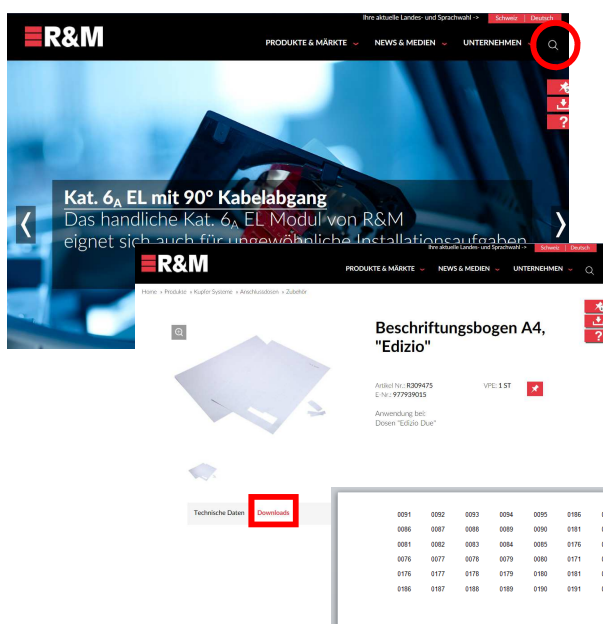 Ihre aktuelle Landes- und Sprachwahl -> Schweiz | Deutsch
R&M
PRODUKTE & MÄRKTE NEWS & MEDIEN UNTERNEHMEN
?
Kat. 6A EL mit 90° Kabelabgang
Das handliche Kat. 6A EL Modul von R&M
eignet sich auch für ungewöhnliche Installationsaufgaben
Ihre aktuelle Landes- und Sprachwahl -> Schweiz | Deutsch
R&M
PRODUKTE & MÄRKTE NEWS & MEDIEN UNTERNEHMEN
Home » Produkte » Kupfer Systeme » Anschlussdosen » Zubehör
?
Beschriftungsbogen A4,
"Edizio"
Artikel Nr.: R309475 VPE: 1 ST
E-Nr.: 977939015
Anwendung bei:
Dosen "Edizio Due"
Technische Daten Downloads
0091 0092 0093 0094 0095 0186
0086 0087 0088 0089 0090 0181
0081 0082 0083 0084 0085 0176
0076 0077 0078 0079 0080 0171
0176 0177 0178 0179 0180 0181
0186 0187 0188 0189 0190 0191